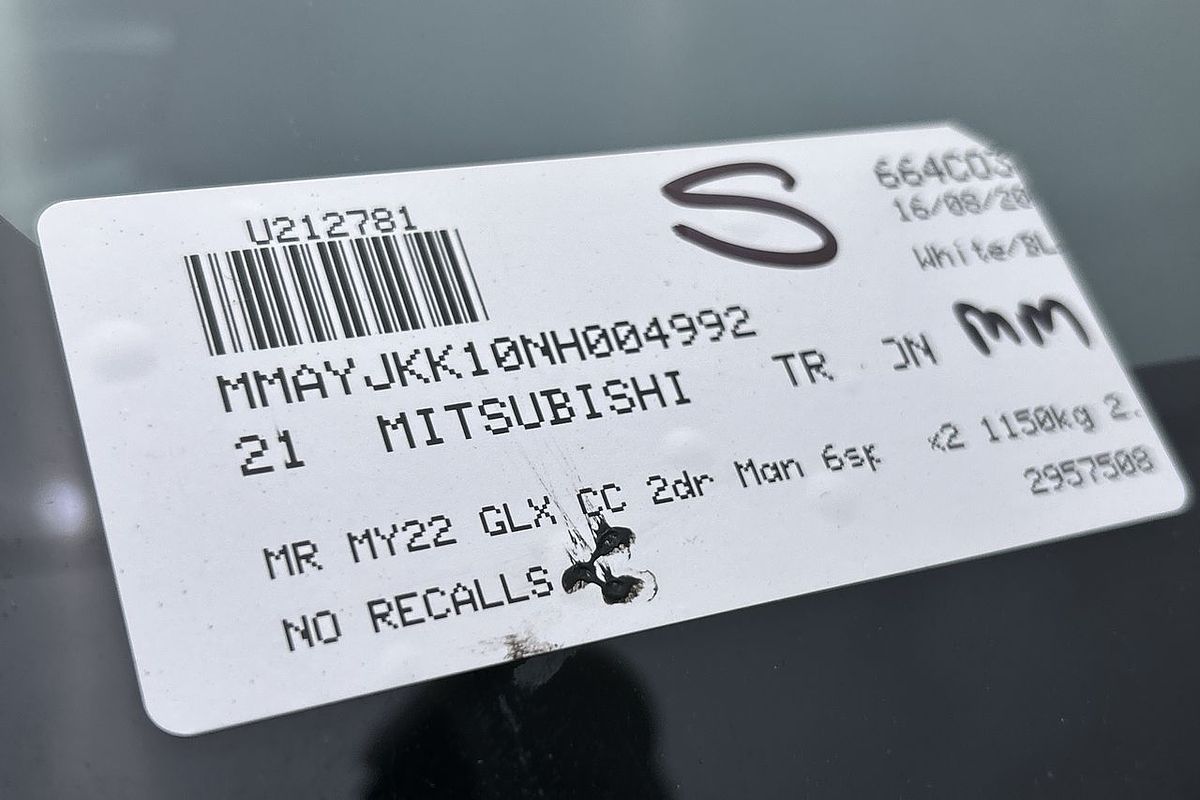 U212781
S
664C03
16/08/20
White/BL
MMAYJKK10NH004992
21 MITSUBISHI TR JN MM
MR MY22 GLX CC 2dr Man 6sp x2 1150kg 2.
2957508
NO RECALLS